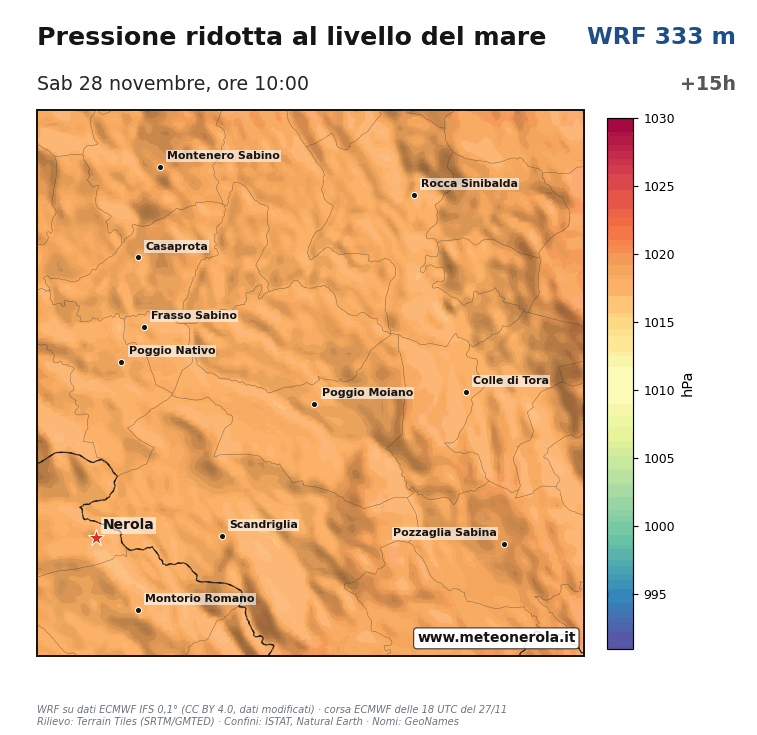 Pressione ridotta al livello del mare
WRF 333 m
Sab 28 novembre, ore 10:00
+15h
Montenero Sabino
Rocca Sinibalda
Casaprota
Frasso Sabino
Poggio Nativo
Colle di Tora
Poggio Moiano
Nerola
Scandriglia
Pozzaglia Sabina
Montorio Romano
www.meteonerola.it
1030
1025
1020
1015
1010
1005
1000
995
hPa
WRF su dati ECMWF IFS 0,1° (CC BY 4.0, dati modificati) · corsa ECMWF delle 18 UTC del 27/11
Rilievo: Terrain Tiles (SRTM/GMTED) · Confini: ISTAT, Natural Earth · Nomi: GeoNames